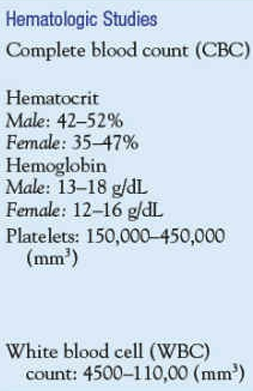 Hematologic Studies
Complete blood count (CBC)
Hematocrit
Male: 42–52%
Female: 35–47%
Hemoglobin
Male: 13–18 g/dL
Female: 12–16 g/dL
Platelets: 150,000–450,000
(mm³)
White blood cell (WBC)
count: 4500–110,00 (mm³)